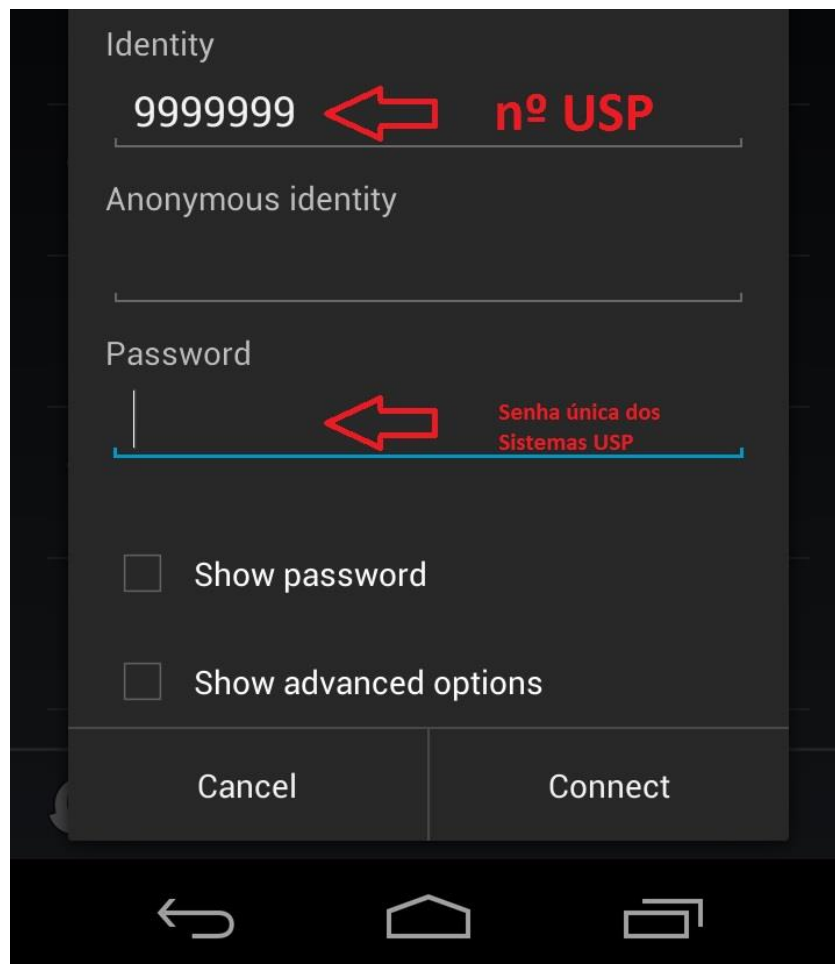 Identity
9999999 nº USP
Anonymous identity
Password
Senha única dos
Sistemas USP
Show password
Show advanced options
Cancel Connect